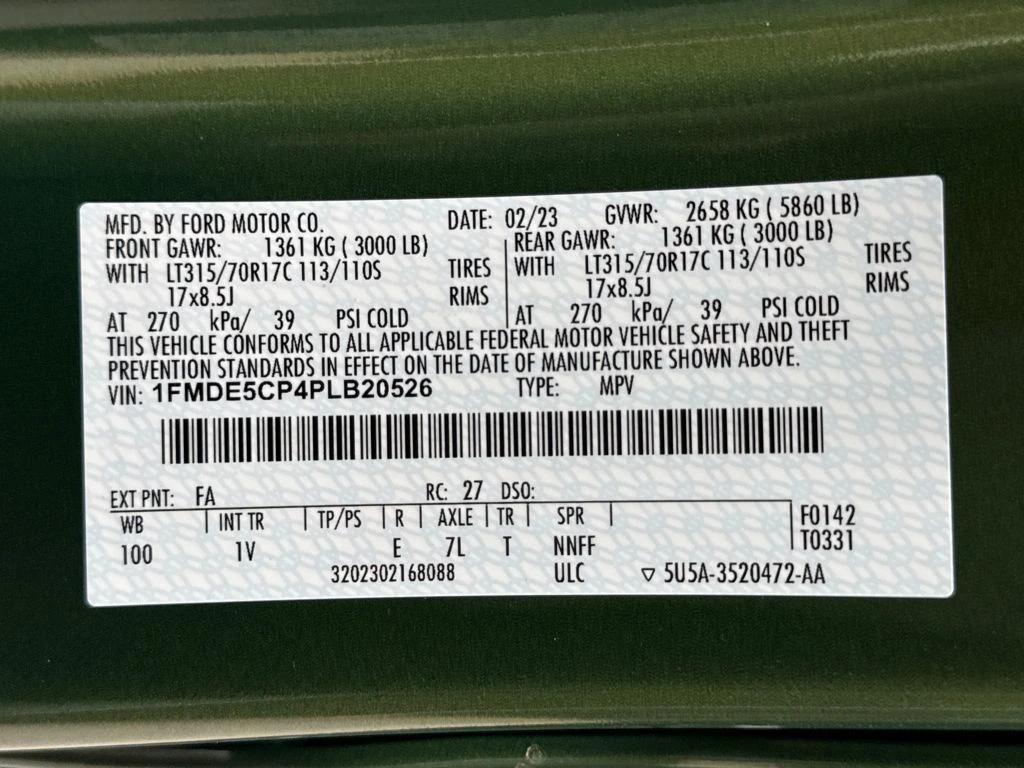 MFD. BY FORD MOTOR CO. DATE: 02/23 GVWR: 2658 KG ( 5860 LB)
FRONT GAWR: 1361 KG ( 3000 LB) REAR GAWR: 1361 KG ( 3000 LB)
WITH LT315/70R17C 113/110S TIRES WITH LT315/70R17C 113/110S TIRES
17x8.5J RIMS 17x8.5J RIMS
AT 270 kPa/ 39 PSI COLD AT 270 kPa/ 39 PSI COLD
THIS VEHICLE CONFORMS TO ALL APPLICABLE FEDERAL MOTOR VEHICLE SAFETY AND THEFT
PREVENTION STANDARDS IN EFFECT ON THE DATE OF MANUFACTURE SHOWN ABOVE.
VIN: 1FMDE5CP4PLB20526 TYPE: MPV
EXT PNT: FA RC: 27 DSO:
WB INT TR TP/PS R AXLE TR SPR F0142
100 1V E 7L T NNFF T0331
3202302168088 ULC ▽ 5U5A-3520472-AA